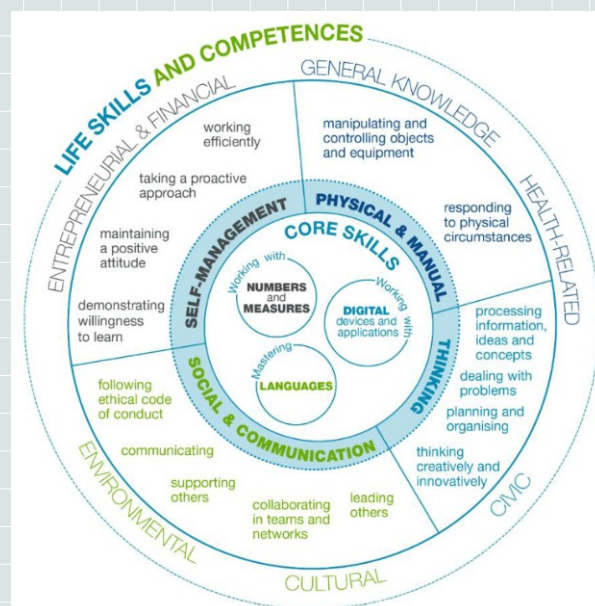 LIFE SKILLS AND COMPETENCES
ENTREPRENEURIAL & FINANCIAL
GENERAL KNOWLEDGE
HEALTH-RELATED
CIVIC
CULTURAL
ENVIRONMENTAL
working
efficiently
taking a proactive
approach
maintaining
a positive
attitude
demonstrating
willingness
to learn
SELF-MANAGEMENT
manipulating and
controlling objects
and equipment
responding
to physical
circumstances
PHYSICAL & MANUAL
processing
information,
ideas and
concepts
dealing with
problems
planning and
organising
thinking
creatively and
innovatively
THINKING
following
ethical code
of conduct
communicating
supporting
others
collaborating
in teams and
networks
leading
others
SOCIAL & COMMUNICATION
CORE SKILLS
Working with
NUMBERS
and
MEASURES
Working with
DIGITAL
devices and
applications
Mastering
LANGUAGES